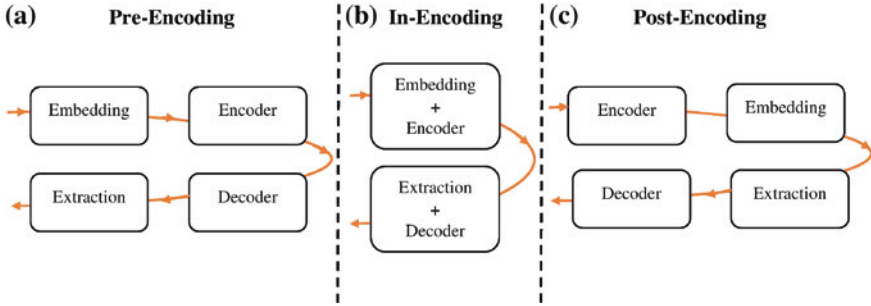 (a) Pre-Encoding
Embedding
Encoder
Extraction
Decoder
(b) In-Encoding
Embedding
+
Encoder
Extraction
+
Decoder
(c) Post-Encoding
Encoder
Embedding
Decoder
Extraction